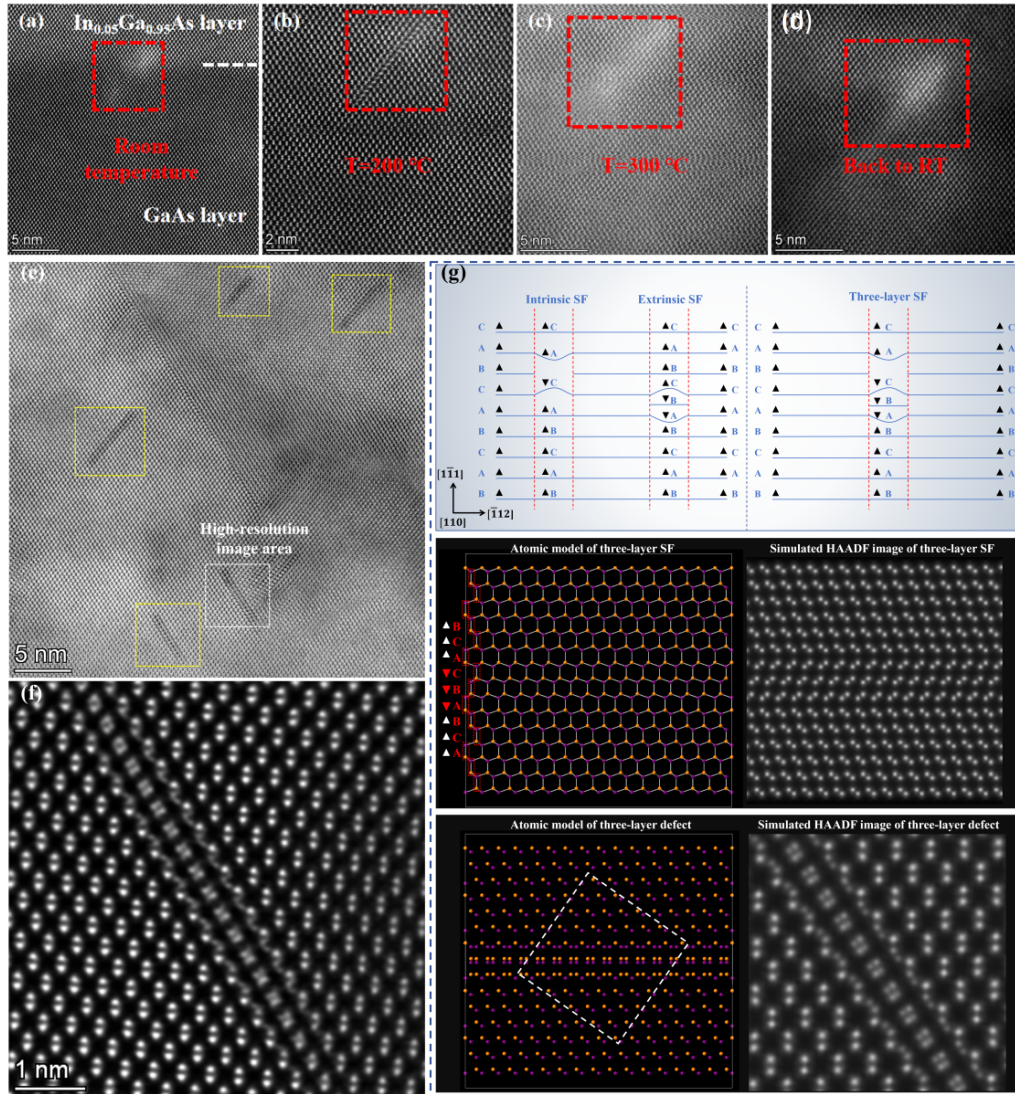 (a) In0.05Ga0.95As layer
Room
temperature
GaAs layer
5 nm
(b)
T=200 °C
2 nm
(c)
T=300 °C
5 nm
(d)
Back to RT
5 nm
(e)
High-resolution
image area
5 nm
(f)
1 nm
(g)
Intrinsic SF
Extrinsic SF
Three-layer SF
C ▲ ▲ C ▲ C ▲ C C ▲ ▲ C ▲ C
A ▲ ▲ A ▲ A ▲ A A ▲ ▲ A ▲ A
B ▲ ▲ B ▲ B B ▲ ▲ B
C ▲ ▼ C ▲ C ▲ C C ▲ ▼ C ▲ C
▼ B ▼ B
A ▲ ▲ A ▼ A ▲ A A ▲ ▼ A ▲ A
B ▲ ▲ B ▲ B ▲ B B ▲ ▲ B ▲ B
C ▲ ▲ C ▲ C ▲ C C ▲ ▲ C ▲ C
A ▲ ▲ A ▲ A ▲ A A ▲ ▲ A ▲ A
B ▲ ▲ B ▲ B ▲ B B ▲ ▲ B ▲ B
[11̅1]
[110]
[1̅12]
Atomic model of three-layer SF
▲ B
▲ C
▲ A
▼ C
▼ B
▼ A
▲ B
▲ C
▲ A
Simulated HAADF image of three-layer SF
Atomic model of three-layer defect
Simulated HAADF image of three-layer defect